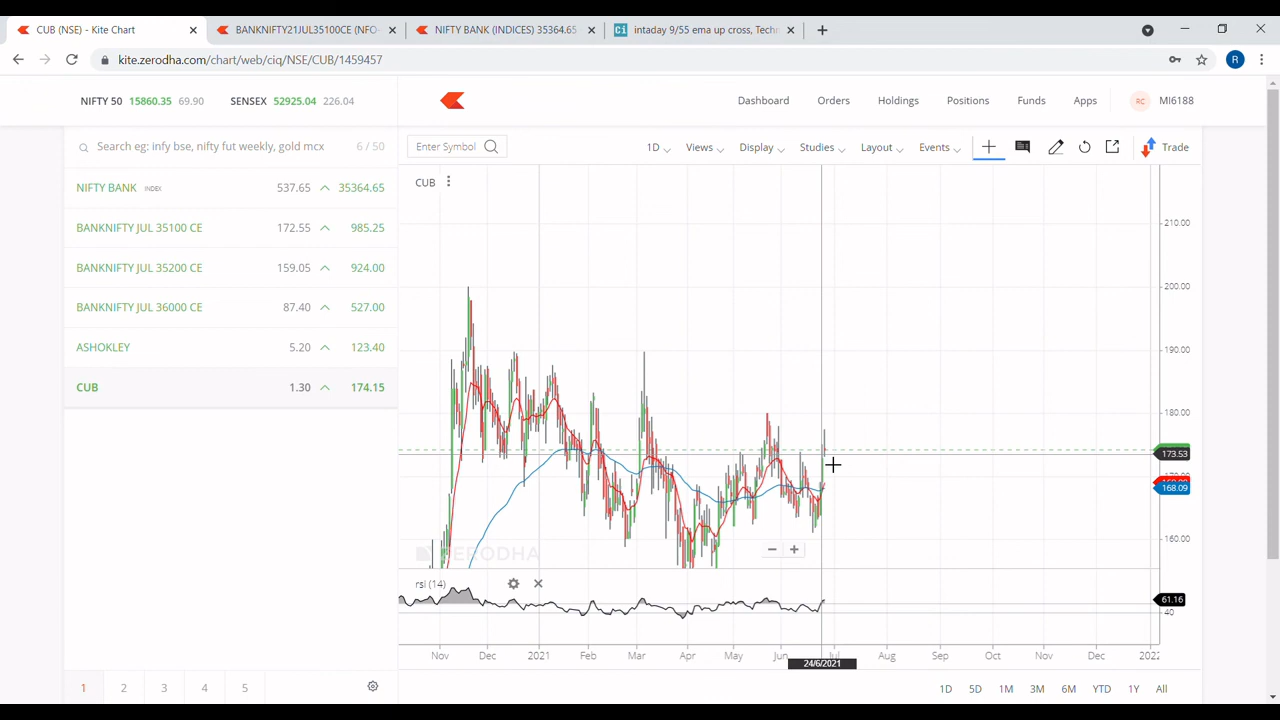 CUB (NSE) - Kite Chart
BANKNIFTY21JUL35100CE (NFO
NIFTY BANK (INDICES) 35364.65
intaday 9/55 ema up cross, Techn
kite.zerodha.com/chart/web/ciq/NSE/CUB/1459457
R
NIFTY 50 15860.35 69.90 SENSEX 52925.04 226.04
Dashboard Orders Holdings Positions Funds Apps RC MI6188
Search eg: infy bse, nifty fut weekly, gold mcx 6 / 50
Enter Symbol 1D Views Display Studies Layout Events Trade
NIFTY BANK INDEX 537.65 35364.65
BANKNIFTY JUL 35100 CE 172.55 985.25
BANKNIFTY JUL 35200 CE 159.05 924.00
BANKNIFTY JUL 36000 CE 87.40 527.00
ASHOKLEY 5.20 123.40
CUB 1.30 174.15
CUB
210.00
200.00
190.00
180.00
173.53
168.09
160.00
ZERODHA
rsi (14)
61.16
40
Nov Dec 2021 Feb Mar Apr May Jun Jul Aug Sep Oct Nov Dec 2022
24/6/2021
1 2 3 4 5
1D 5D 1M 3M 6M YTD 1Y All